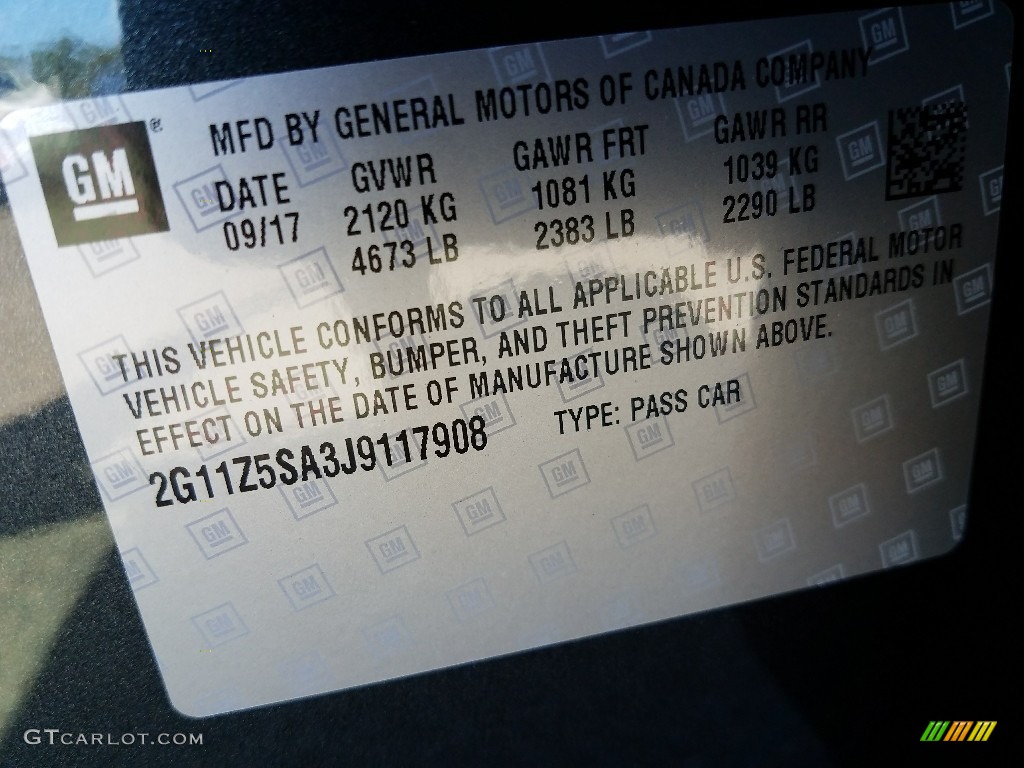 GM®
MFD BY GENERAL MOTORS OF CANADA COMPANY
DATE GVWR GAWR FRT GAWR RR
09/17 2120 KG 1081 KG 1039 KG
4673 LB 2383 LB 2290 LB
THIS VEHICLE CONFORMS TO ALL APPLICABLE U.S. FEDERAL MOTOR
VEHICLE SAFETY, BUMPER, AND THEFT PREVENTION STANDARDS IN
EFFECT ON THE DATE OF MANUFACTURE SHOWN ABOVE.
2G11Z5SA3J9117908 TYPE: PASS CAR
GTCARLOT.COM